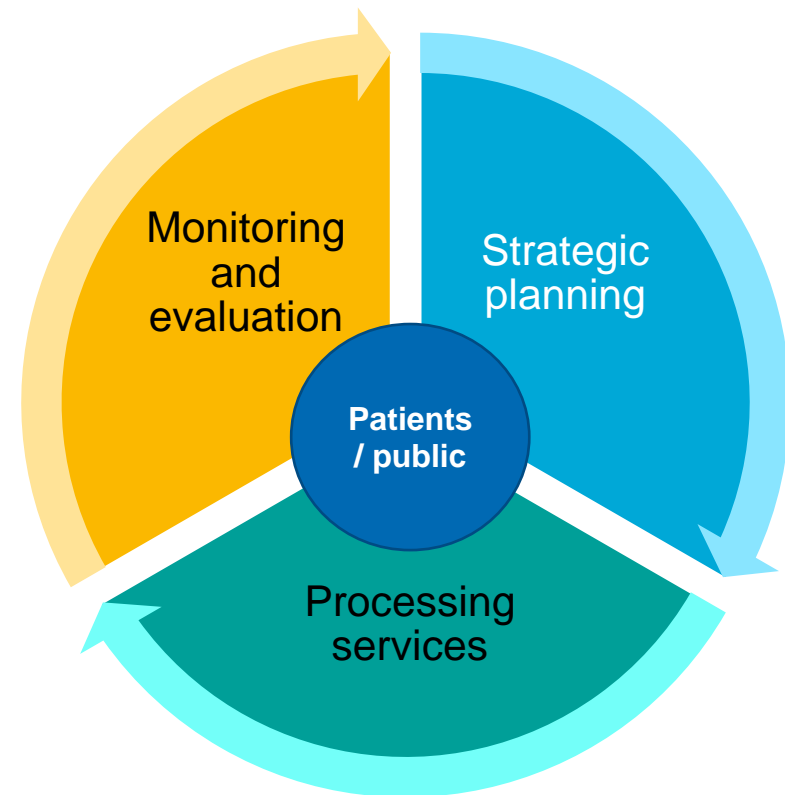 Monitoring
and
evaluation
Strategic
planning
Patients
/ public
Processing
services